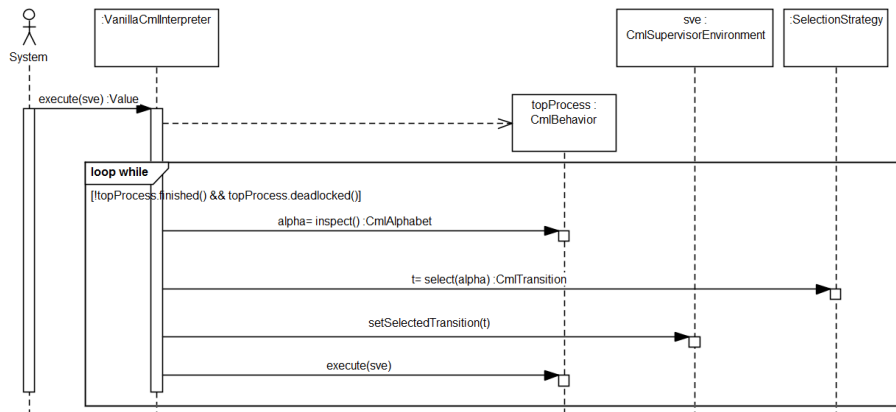 :VanillaCmlInterpreter
sve :
CmlSupervisorEnvironment
:SelectionStrategy
System
execute(sve) :Value
topProcess :
CmlBehavior
loop while
[!topProcess.finished() && topProcess.deadlocked()]
alpha= inspect() :CmlAlphabet
t= select(alpha) :CmlTransition
setSelectedTransition(t)
execute(sve)